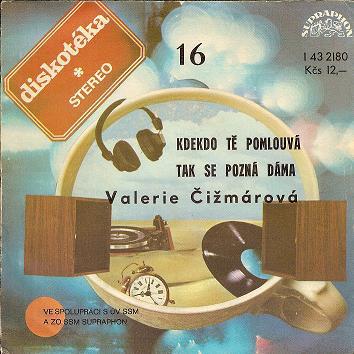 diskotéka
*
STEREO
16
SUPRAPHON
1 43 2180
Kčs 12,—
KDEKDO TĚ POMLOUVÁ
TAK SE POZNÁ DÁMA
Valerie Čižmárová
VE SPOLUPRACI S ÚV SSM
A ZO SSM SUPRAPHON